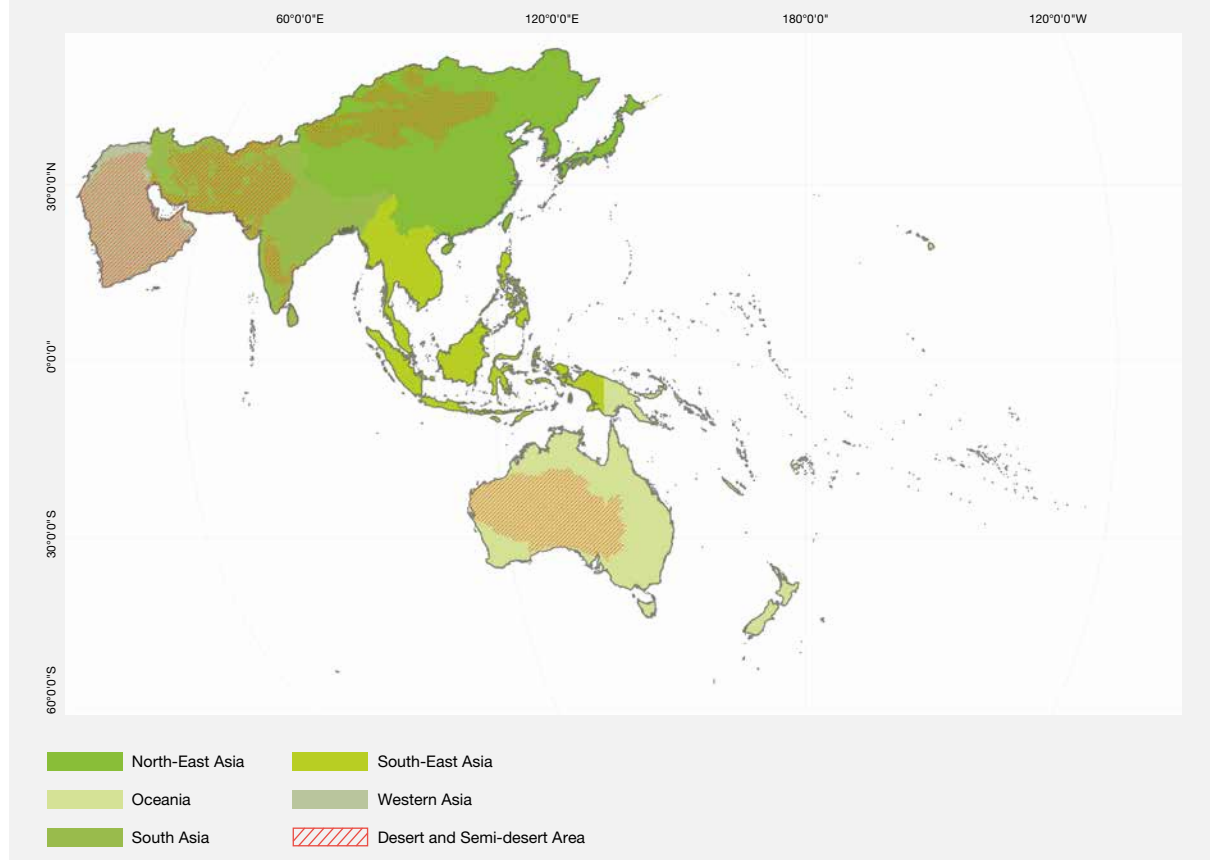 60°0'0"E 120°0'0"E 180°0'0" 120°0'0"W
30°0'0"N
0°0'0"
30°0'0"S
60°0'0"S
North-East Asia South-East Asia
Oceania Western Asia
South Asia Desert and Semi-desert Area